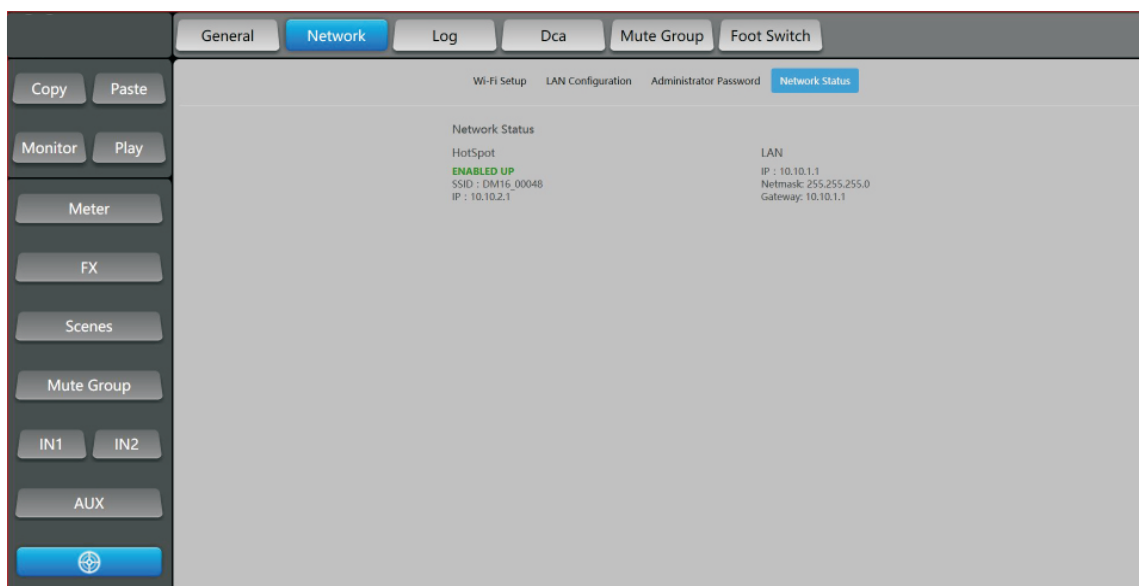 General Network Log Dca Mute Group Foot Switch
Copy Paste
Wi-Fi Setup LAN Configuration Administrator Password Network Status
Monitor Play
Network Status
HotSpot
ENABLED UP
SSID : DM16_00048
IP : 10.10.2.1
LAN
IP : 10.10.1.1
Netmask: 255.255.255.0
Gateway: 10.10.1.1
Meter
FX
Scenes
Mute Group
IN1 IN2
AUX